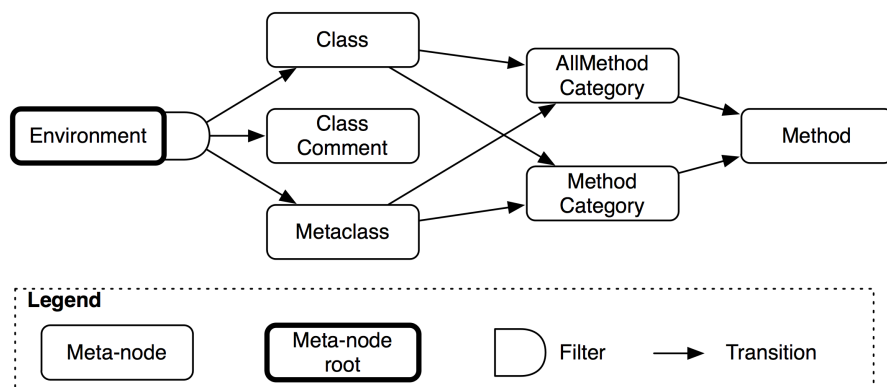 Class
AllMethod
Category
Environment
Class
Comment
Method
Method
Category
Metaclass
Legend
Meta-node
Meta-node
root
Filter
Transition